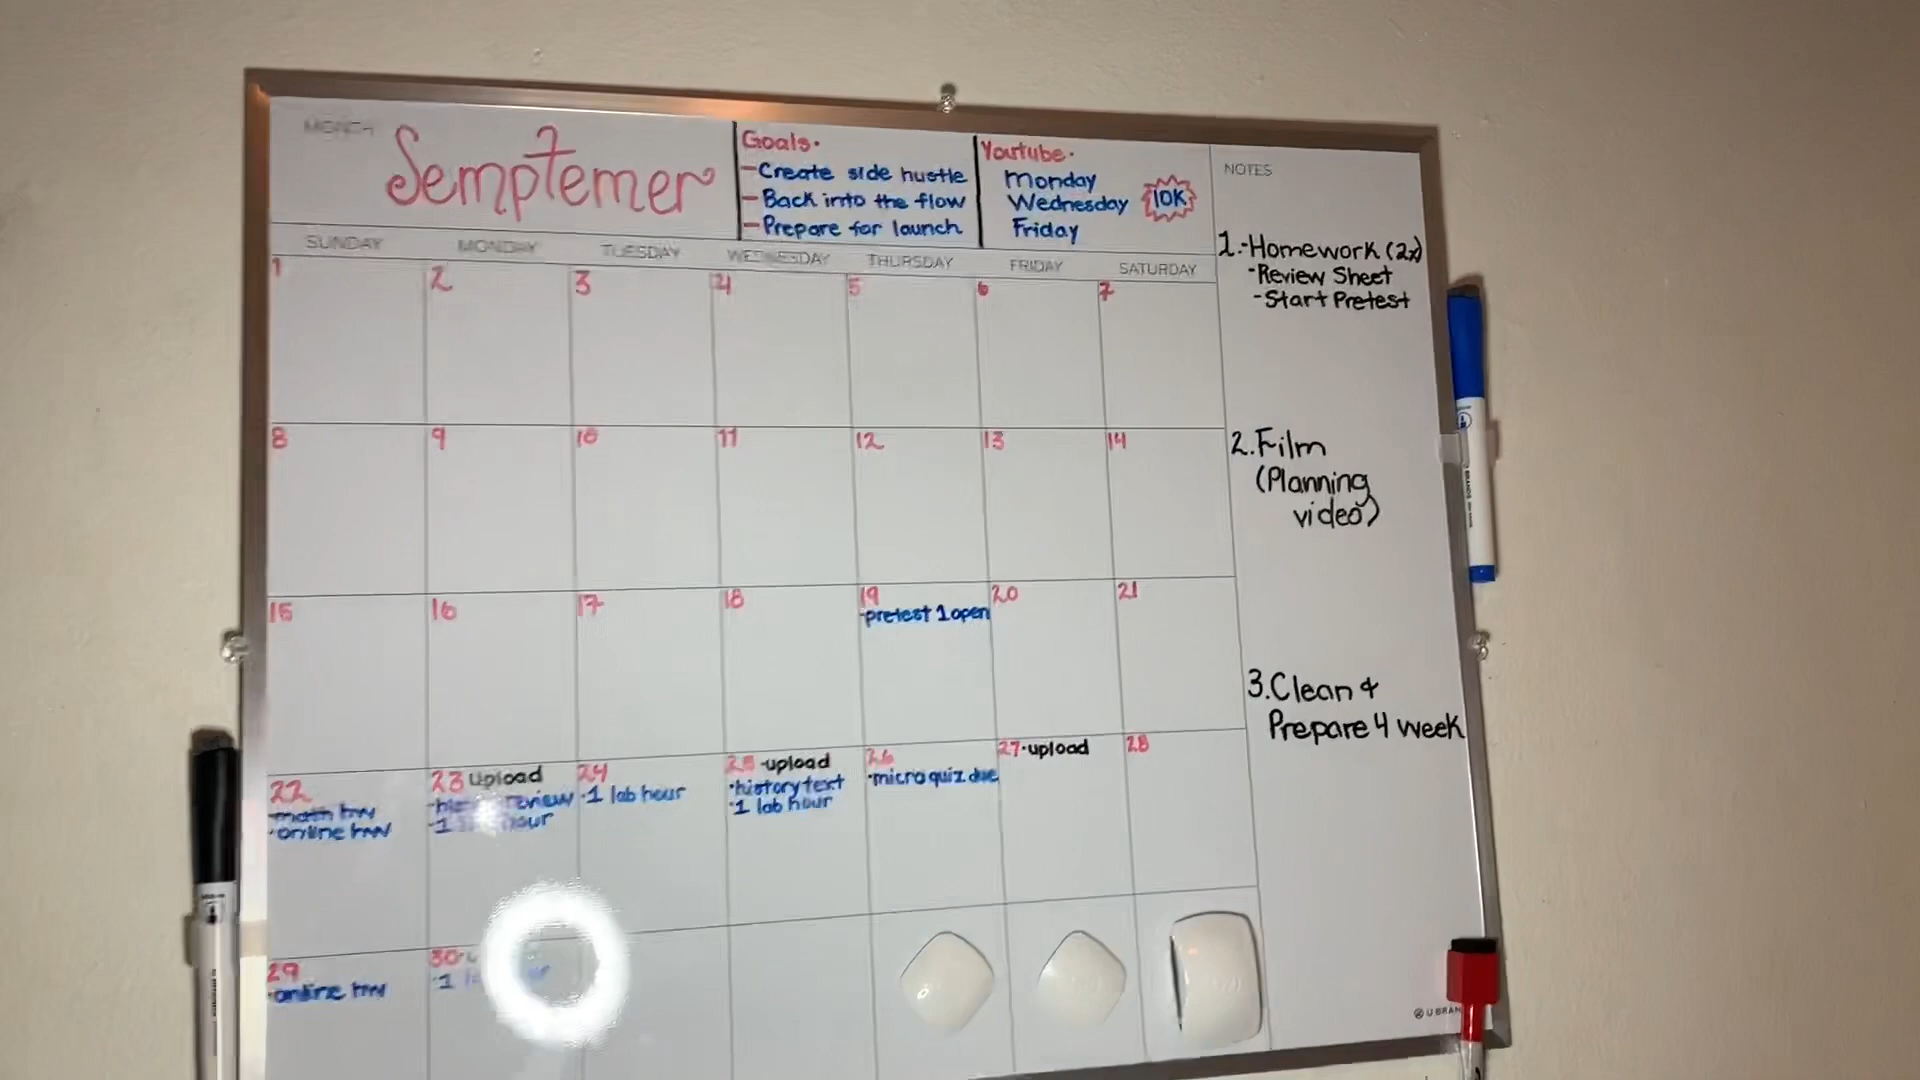 MONTH
Semptemer
Goals.
-Create side hustle
-Back into the flow
-Prepare for launch
Youtube.
Monday
Wednesday
Friday
10K
NOTES
SUNDAY MONDAY TUESDAY WEDNESDAY THURSDAY FRIDAY SATURDAY
1 2 3 4 5 6 7
8 9 10 11 12 13 14
15 16 17 18 19 20 21
·pretest 1 open
22
·math hw
·online hw
23 upload
review
·1 hour
24
·1 lab hour
25 -upload
·history text
·1 lab hour
26
·micro quiz due
27·upload
28
29
·online hw
30
·1
1.-Homework (2x)
-Review Sheet
-Start Pretest
2.Film
(Planning
video)
3.Clean &
Prepare 4 week
U BRAN